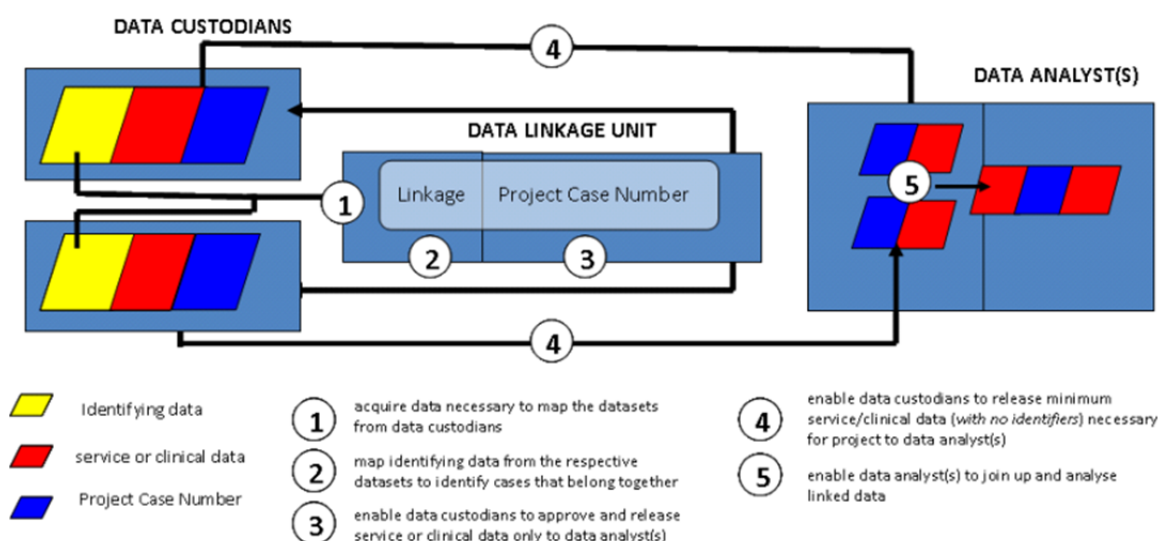 DATA CUSTODIANS
4
DATA ANALYST(S)
DATA LINKAGE UNIT
1
Linkage
Project Case Number
2
3
5
4
Identifying data
service or clinical data
Project Case Number
1
acquire data necessary to map the datasets
from data custodians
2
map identifying data from the respective
datasets to identify cases that belong together
3
enable data custodians to approve and release
service or clinical data only to data analyst(s)
4
enable data custodians to release minimum
service/clinical data (with no identifiers) necessary
for project to data analyst(s)
5
enable data analyst(s) to join up and analyse
linked data